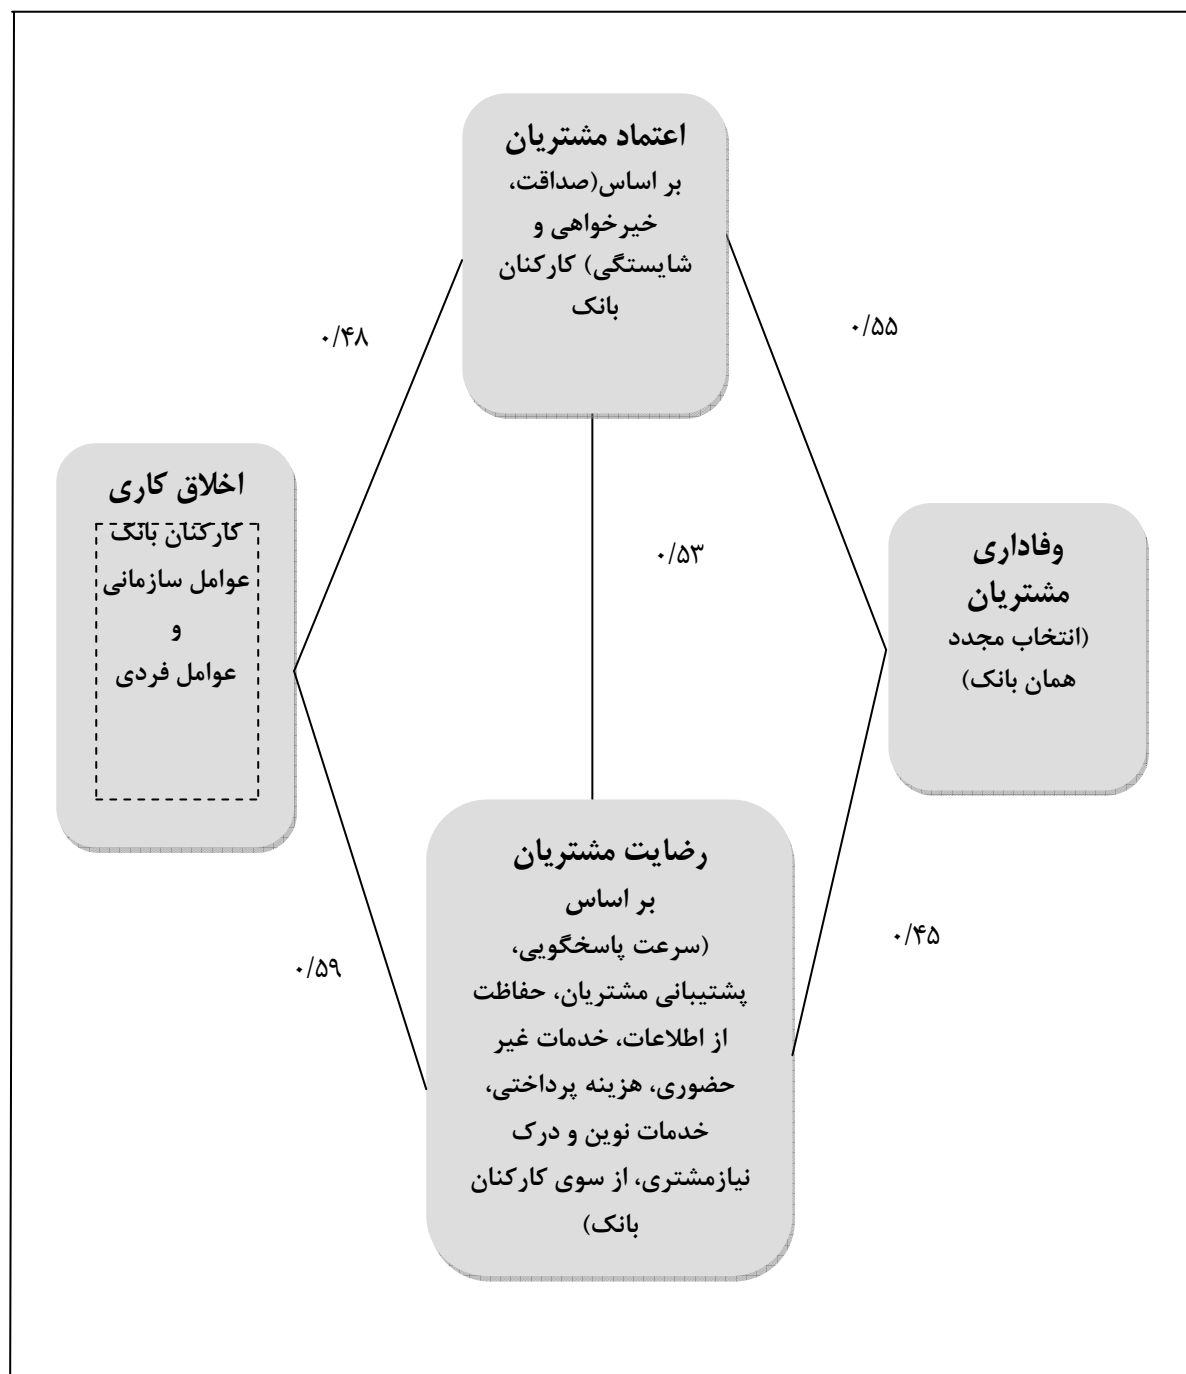 اعتماد مشتریان
بر اساس(صداقت،
خیرخواهی و
شایستگی) کارکنان
بانک
۰/۴۸
۰/۵۵
اخلاق کاری
کارکنان بانک
عوامل سازمانی
و
عوامل فردی
۰/۵۳
وفاداری
مشتریان
(انتخاب مجدد
همان بانک)
رضایت مشتریان
بر اساس
(سرعت پاسخگویی،
پشتیبانی مشتریان، حفاظت
از اطلاعات، خدمات غیر
حضوری، هزینه پرداختی،
خدمات نوین و درک
نیازمشتری، از سوی کارکنان
بانک)
۰/۵۹
۰/۴۵